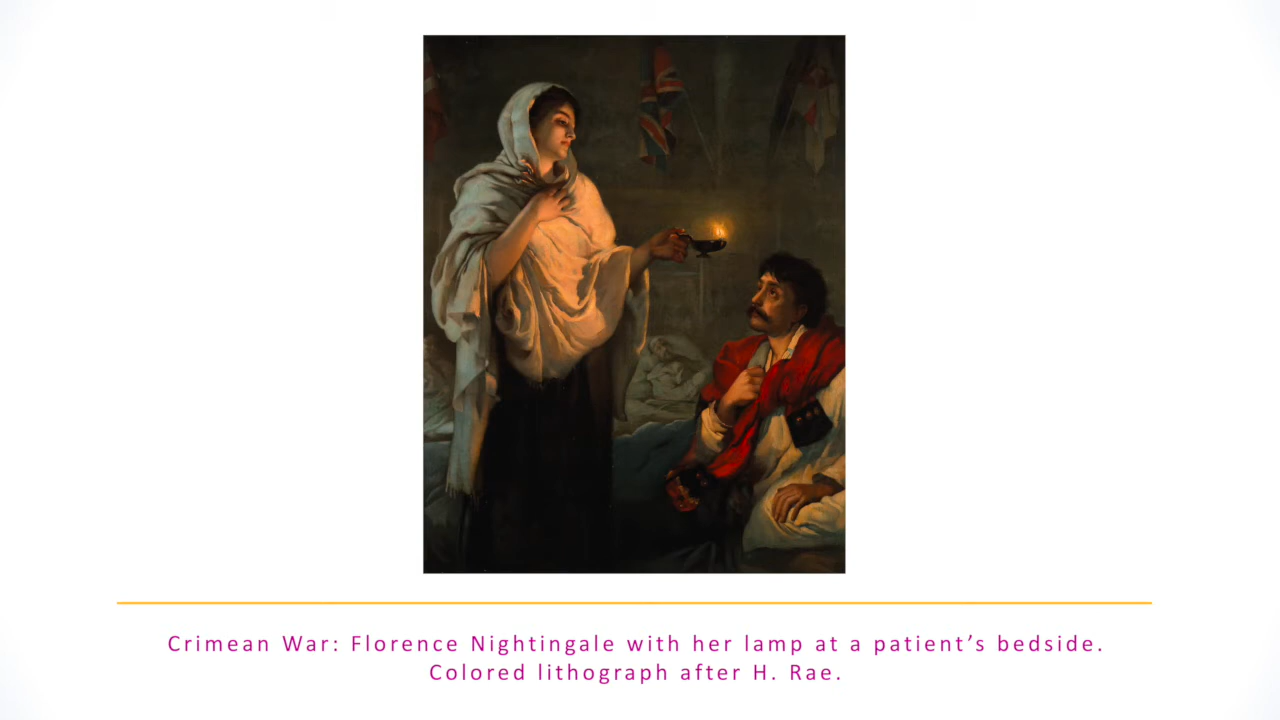 Crimean War: Florence Nightingale with her lamp at a patient’s bedside.
Colored lithograph after H. Rae.